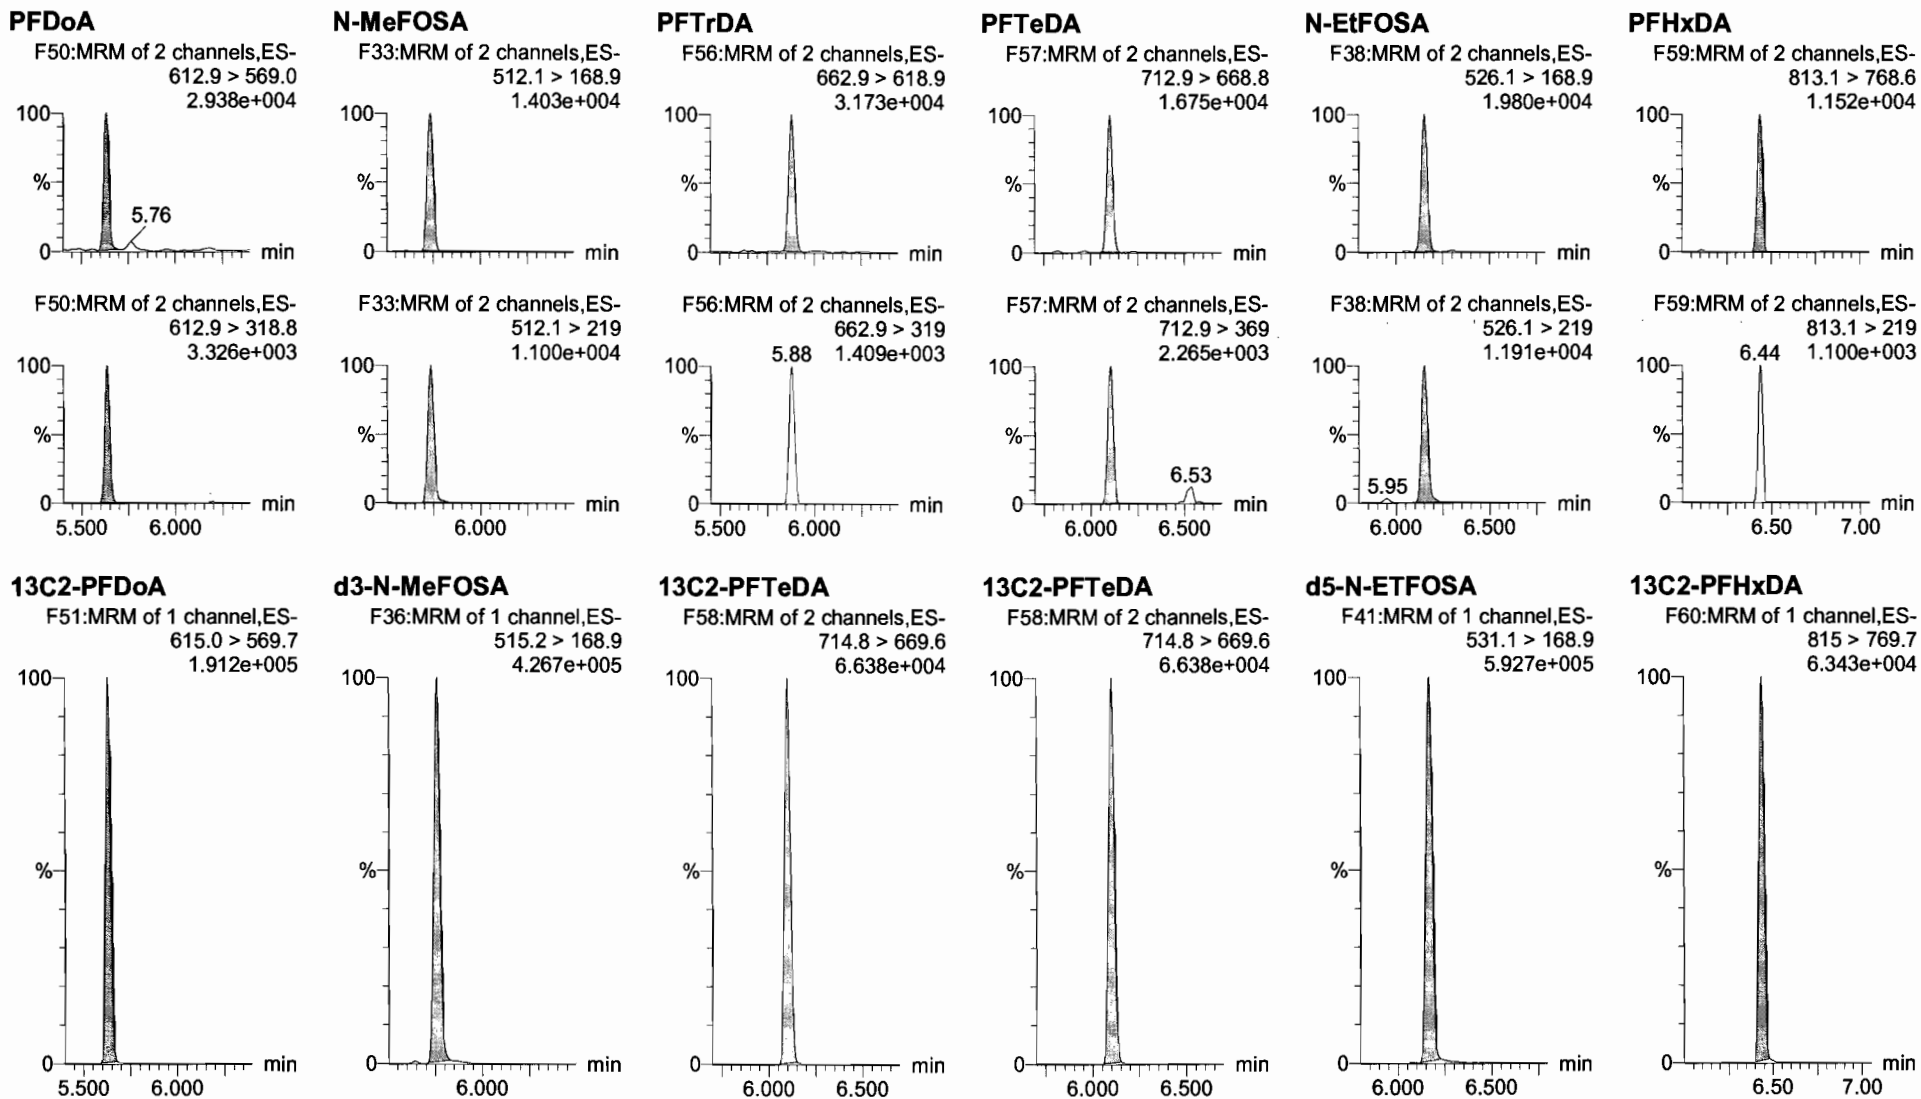 PFDoA
F50:MRM of 2 channels,ES-
612.9 > 569.0
2.938e+004
100
%
5.76
0
min
F50:MRM of 2 channels,ES-
612.9 > 318.8
3.326e+003
100
%
0
min
5.500 6.000
N-MeFOSA
F33:MRM of 2 channels,ES-
512.1 > 168.9
1.403e+004
100
%
0
min
F33:MRM of 2 channels,ES-
512.1 > 219
1.100e+004
100
%
0
min
6.000
PFTrDA
F56:MRM of 2 channels,ES-
662.9 > 618.9
3.173e+004
100
%
0
min
F56:MRM of 2 channels,ES-
662.9 > 319
5.88 1.409e+003
100
%
0
min
5.500 6.000
PFTeDA
F57:MRM of 2 channels,ES-
712.9 > 668.8
1.675e+004
100
%
0
min
F57:MRM of 2 channels,ES-
712.9 > 369
2.265e+003
100
%
6.53
0
min
6.000 6.500
N-EtFOSA
F38:MRM of 2 channels,ES-
526.1 > 168.9
1.980e+004
100
%
0
min
F38:MRM of 2 channels,ES-
526.1 > 219
1.191e+004
100
%
5.95
0
min
6.000 6.500
PFHxDA
F59:MRM of 2 channels,ES-
813.1 > 768.6
1.152e+004
100
%
0
min
F59:MRM of 2 channels,ES-
813.1 > 219
6.44 1.100e+003
100
%
0
min
6.50 7.00
13C2-PFDoA
F51:MRM of 1 channel,ES-
615.0 > 569.7
1.912e+005
100
%
0
min
5.500 6.000
d3-N-MeFOSA
F36:MRM of 1 channel,ES-
515.2 > 168.9
4.267e+005
100
%
0
min
6.000
13C2-PFTeDA
F58:MRM of 2 channels,ES-
714.8 > 669.6
6.638e+004
100
%
0
min
6.000 6.500
13C2-PFTeDA
F58:MRM of 2 channels,ES-
714.8 > 669.6
6.638e+004
100
%
0
min
6.000 6.500
d5-N-ETFOSA
F41:MRM of 1 channel,ES-
531.1 > 168.9
5.927e+005
100
%
0
min
6.000 6.500
13C2-PFHxDA
F60:MRM of 1 channel,ES-
815 > 769.7
6.343e+004
100
%
0
min
6.50 7.00